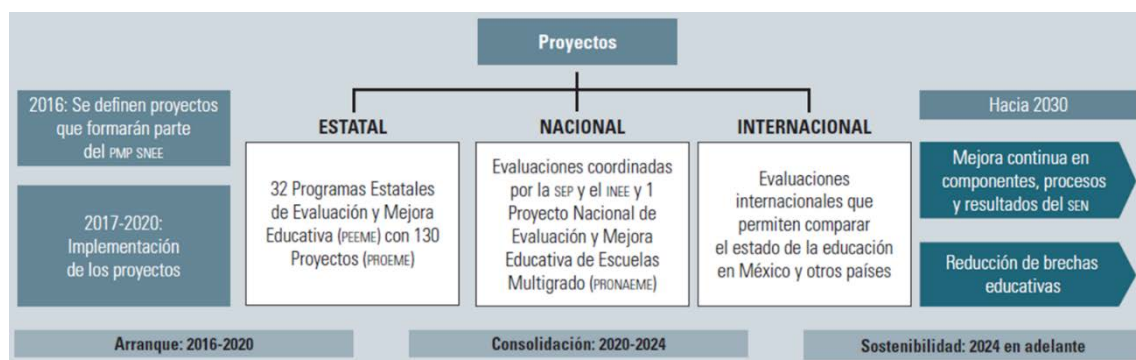 Proyectos
2016: Se definen proyectos
que formarán parte
del PMP SNEE
2017-2020:
Implementación
de los proyectos
ESTATAL
32 Programas Estatales
de Evaluación y Mejora
Educativa (PEEME) con 130
Proyectos (PROEME)
NACIONAL
Evaluaciones coordinadas
por la SEP y el INEE y 1
Proyecto Nacional de
Evaluación y Mejora
Educativa de Escuelas
Multigrado (PRONAEME)
INTERNACIONAL
Evaluaciones
internacionales que
permiten comparar
el estado de la educación
en México y otros países
Hacia 2030
Mejora continua en
componentes, procesos
y resultados del SEN
Reducción de brechas
educativas
Arranque: 2016-2020
Consolidación: 2020-2024
Sostenibilidad: 2024 en adelante